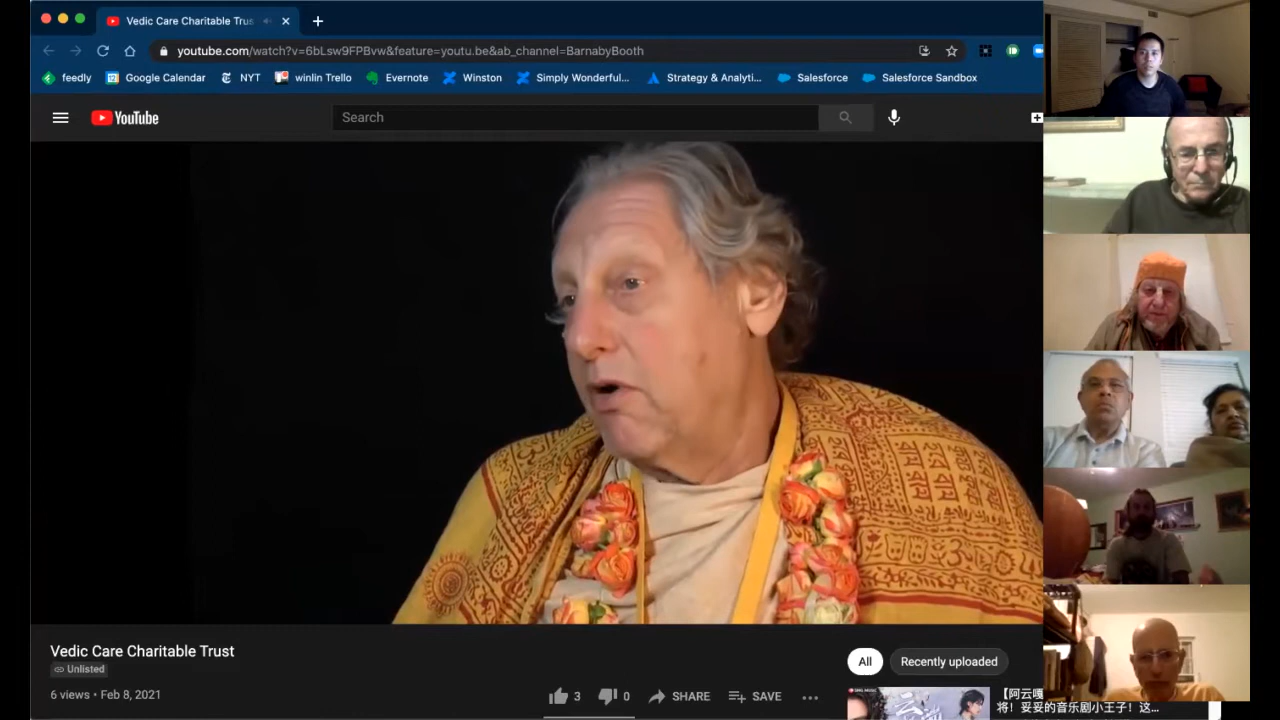 Vedic Care Charitable Trus
youtube.com/watch?v=6bLsw9FPBvw&feature=youtu.be&ab_channel=BarnabyBooth
feedly Google Calendar NYT winlin Trello Evernote Winston Simply Wonderful... Strategy & Analyti... Salesforce Salesforce Sandbox
YouTube
Search
Vedic Care Charitable Trust
Unlisted
6 views • Feb 8, 2021
3 0 SHARE SAVE
All Recently uploaded
【阿云嘎
将！妥妥的音乐剧小王子！这...